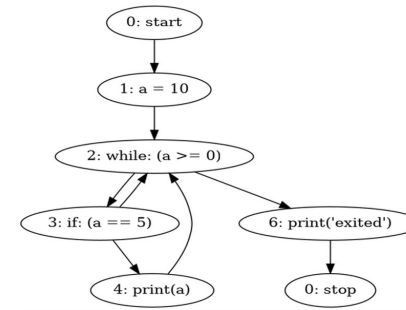 0: start
1: a = 10
2: while: (a >= 0)
3: if: (a == 5)
6: print('exited')
4: print(a)
0: stop